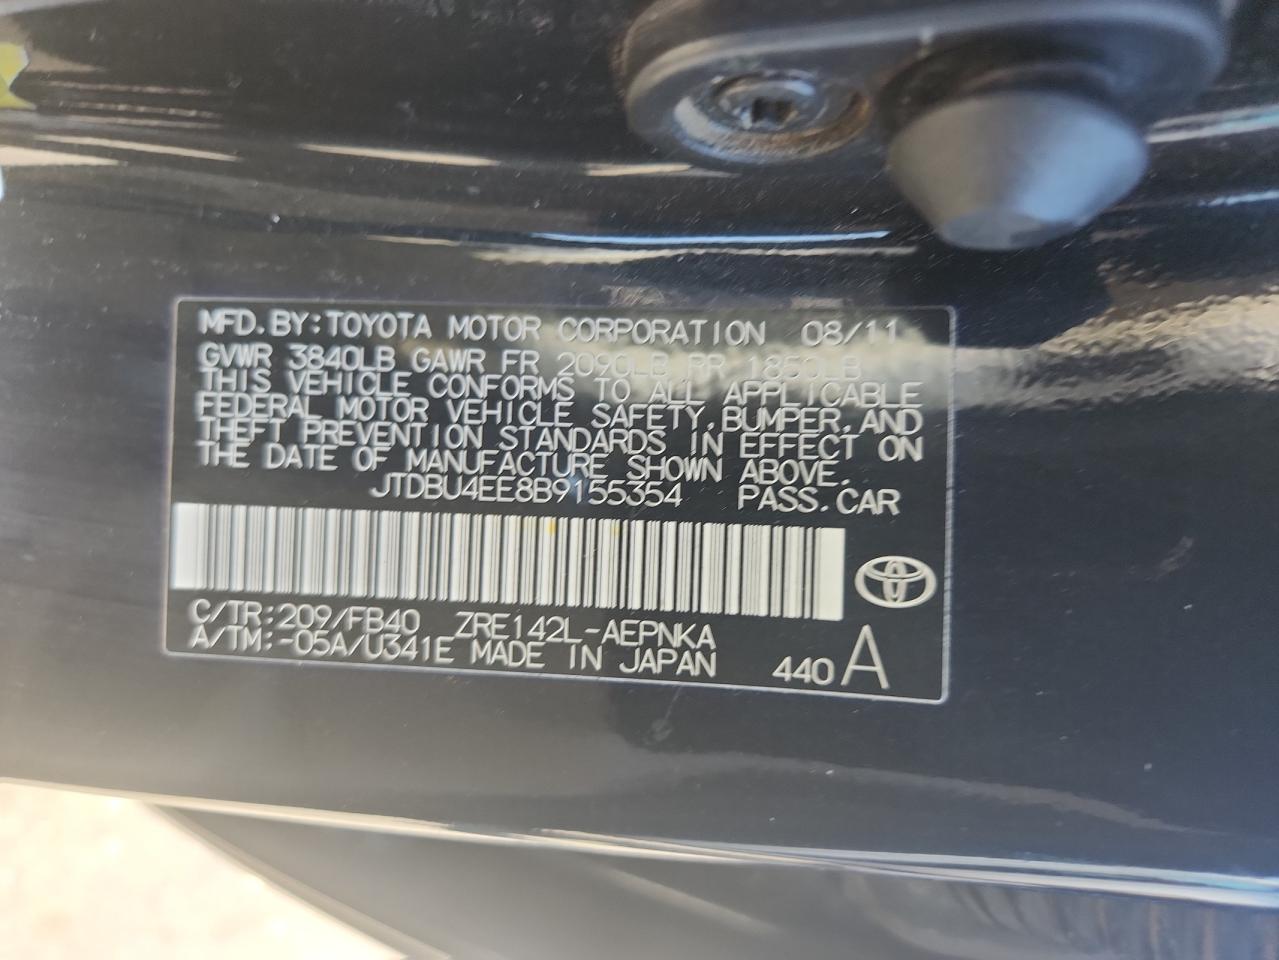 MFD.BY:TOYOTA MOTOR CORPORATION 08/11
GVWR 3840LB GAWR FR 2090LB RR 1850LB
THIS VEHICLE CONFORMS TO ALL APPLICABLE
FEDERAL MOTOR VEHICLE SAFETY,BUMPER,AND
THEFT PREVENTION STANDARDS IN EFFECT ON
THE DATE OF MANUFACTURE SHOWN ABOVE.
JTDBU4EE8B9155354 PASS.CAR
C/TR:209/FB40 ZRE142L-AEPNKA
A/TM:-05A/U341E MADE IN JAPAN
440 A